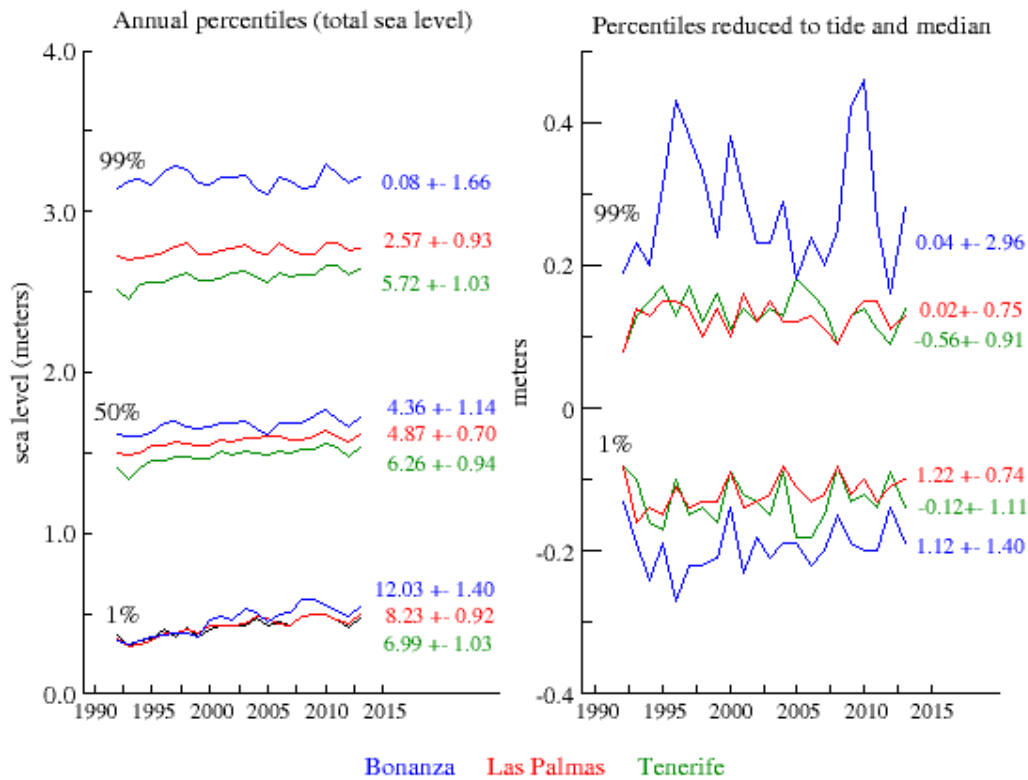 Annual percentiles (total sea level)
4.0
99%
0.08 +- 1.66
3.0
2.57 +- 0.93
5.72 +- 1.03
sea level (meters)
2.0
50%
4.36 +- 1.14
4.87 +- 0.70
6.26 +- 0.94
1.0
12.03 +- 1.40
1%
8.23 +- 0.92
6.99 +- 1.03
0.0
1990 1995 2000 2005 2010 2015
Percentiles reduced to tide and median
0.4
99%
0.04 +- 2.96
0.2
0.02+- 0.75
-0.56+- 0.91
meters
0
1%
1.22 +- 0.74
-0.12+- 1.11
1.12 +- 1.40
-0.2
-0.4
1990 1995 2000 2005 2010 2015
Bonanza Las Palmas Tenerife